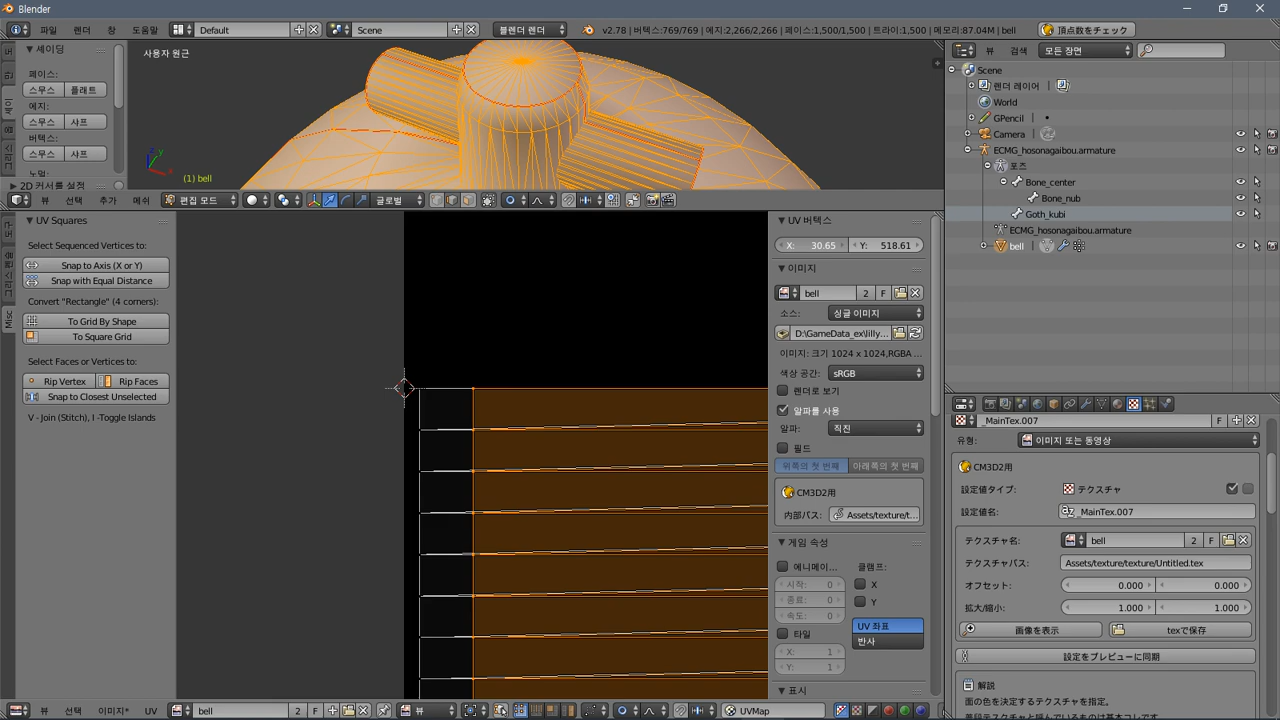 Blender
파일
렌더
창
도움말
Default
Scene
블렌더 렌더
v2.78 | 버텍스:769/769 | 에지:2,266/2,266 | 페이스:1,500/1,500 | 트라이:1,500 | 메모리:87.04M | bell
頂点数をチェック
셰이딩
페이스:
스무스 플래트
에지:
스무스 샤프
버텍스:
스무스 샤프
노멀:
2D 커서를 설정
사용자 원근
(1) bell
뷰
선택
추가
메쉬
편집 모드
글로벌
뷰
검색
모든 장면
Scene
렌더 레이어
World
GPencil
Camera
ECMG_hosonagaibou.armature
포즈
Bone_center
Bone_nub
Goth_kubi
ECMG_hosonagaibou.armature
bell
UV Squares
Select Sequenced Vertices to:
Snap to Axis (X or Y)
Snap with Equal Distance
Convert "Rectangle" (4 corners):
To Grid By Shape
To Square Grid
Select Faces or Vertices to:
Rip Vertex Rip Faces
Snap to Closest Unselected
V - Join (Stitch), I -Toggle Islands
Misc
UV 버텍스
X: 30.65 Y: 518.61
이미지
bell 2 F
소스: 싱글 이미지
D:\GameData_ex\lilly...
이미지: 크기 1024 x 1024,RGBA ...
색상 공간: sRGB
렌더로 보기
알파를 사용
알파: 직진
필드
위쪽의 첫 번째 아래쪽의 첫 번째
CM3D2用
内部パス: Assets/texture/t...
게임 속성
에니메이... 클램프:
시작: 0 X
종료: 0 Y
속도: 0
UV 좌표
타일 반사
X: 1
Y: 1
표시
_MainTex.007 F
유형: 이미지 또는 동영상
CM3D2用
設定値タイプ: テクスチャ
設定値名: _MainTex.007
テクスチャ名: bell 2 F
テクスチャパス: Assets/texture/texture/Untitled.tex
オフセット: 0.000 0.000
拡大/縮小: 1.000 1.000
画像を表示 texで保存
設定をプレビューに同期
解説
面の色を決定するテクスチャを指定。
뷰
선택
이미지*
UV
bell 2 F
뷰
UVMap